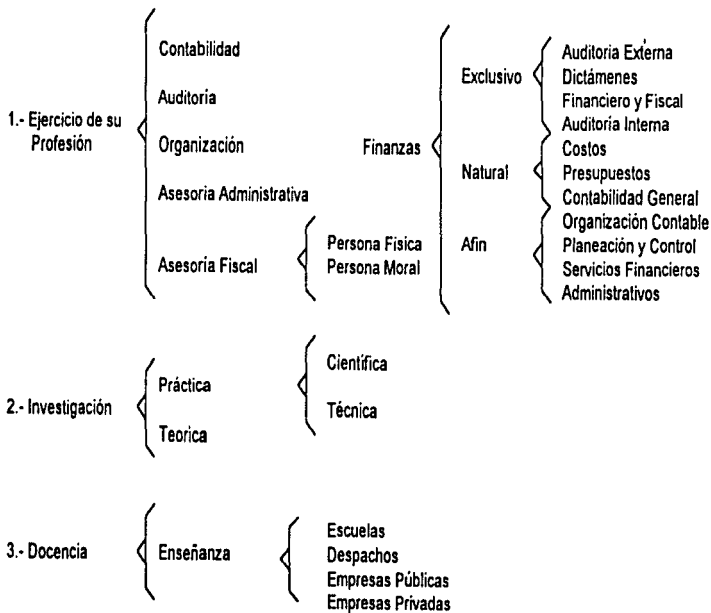 1.- Ejercicio de su
Profesión
Contabilidad
Auditoría
Organización
Asesoría Administrativa
Asesoría Fiscal
Persona Física
Persona Moral
Finanzas
Exclusivo
Auditoria Externa
Dictámenes
Financiero y Fiscal
Auditoría Interna
Natural
Costos
Presupuestos
Contabilidad General
Afin
Organización Contable
Planeación y Control
Servicios Financieros
Administrativos
2.- Investigación
Práctica
Teorica
Científica
Técnica
3.- Docencia
Enseñanza
Escuelas
Despachos
Empresas Públicas
Empresas Privadas